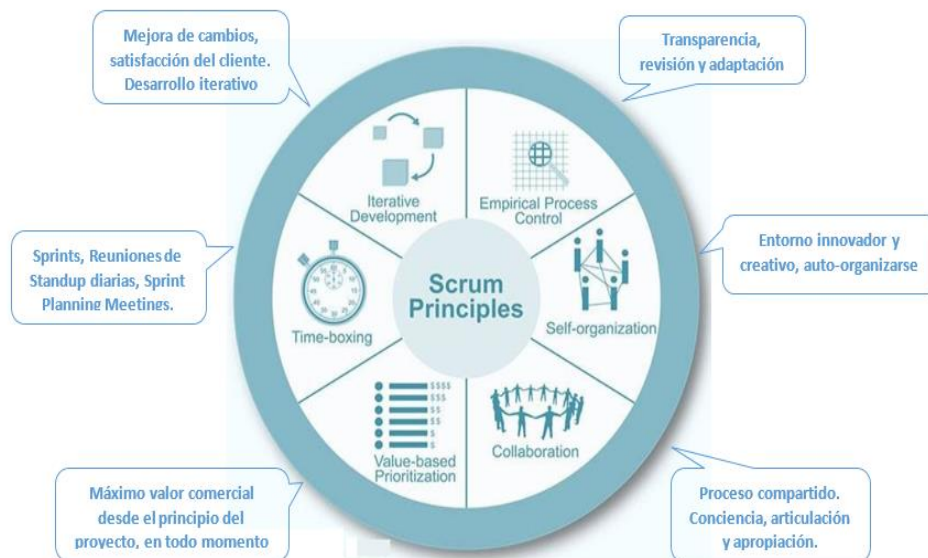 Mejora de cambios,
satisfacción del cliente.
Desarrollo iterativo
Transparencia,
revisión y adaptación
Iterative
Development
Empirical Process
Control
Sprints, Reuniones de
Standup diarias, Sprint
Planning Meetings.
Time-boxing
Scrum
Principles
Self-organization
Entorno innovador y
creativo, auto-organizarse
$$$$
$$$
$$
$$
$
$
Value-based
Prioritization
Collaboration
Máximo valor comercial
desde el principio del
proyecto, en todo momento
Proceso compartido.
Conciencia, articulación
y apropiación.